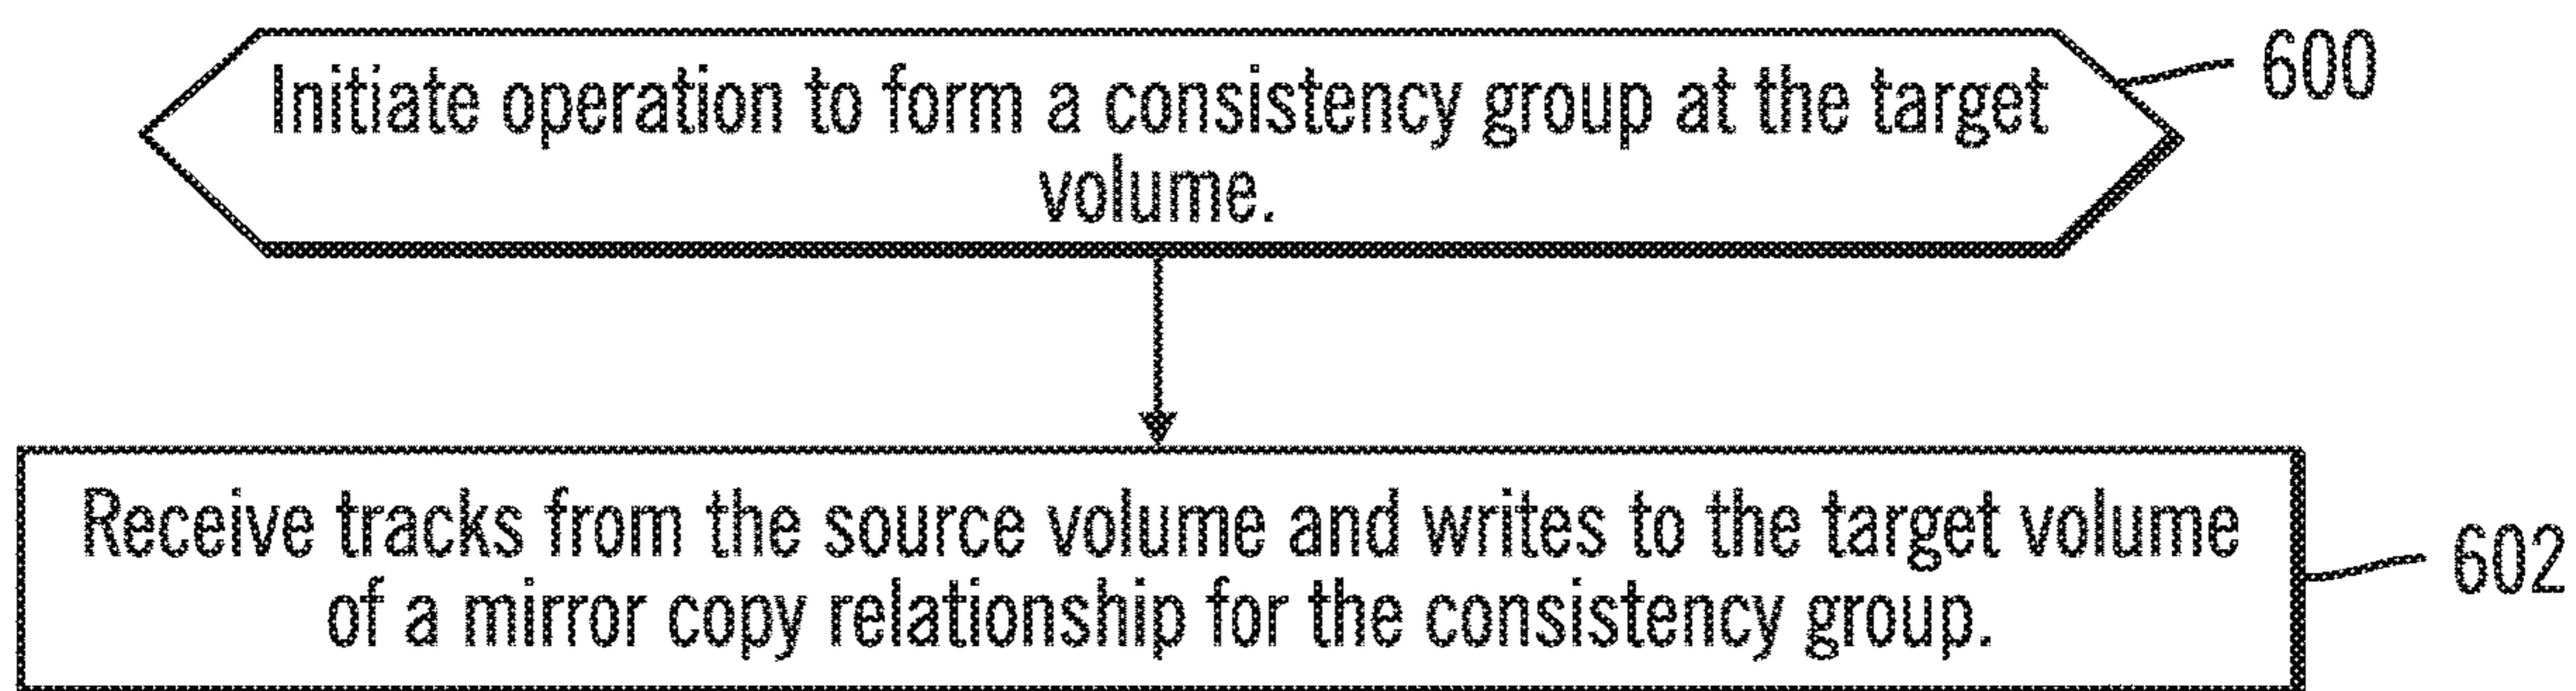 Initiate operation to form a consistency group at the target
volume.
600
Receive tracks from the source volume and writes to the target volume
of a mirror copy relationship for the consistency group.
602